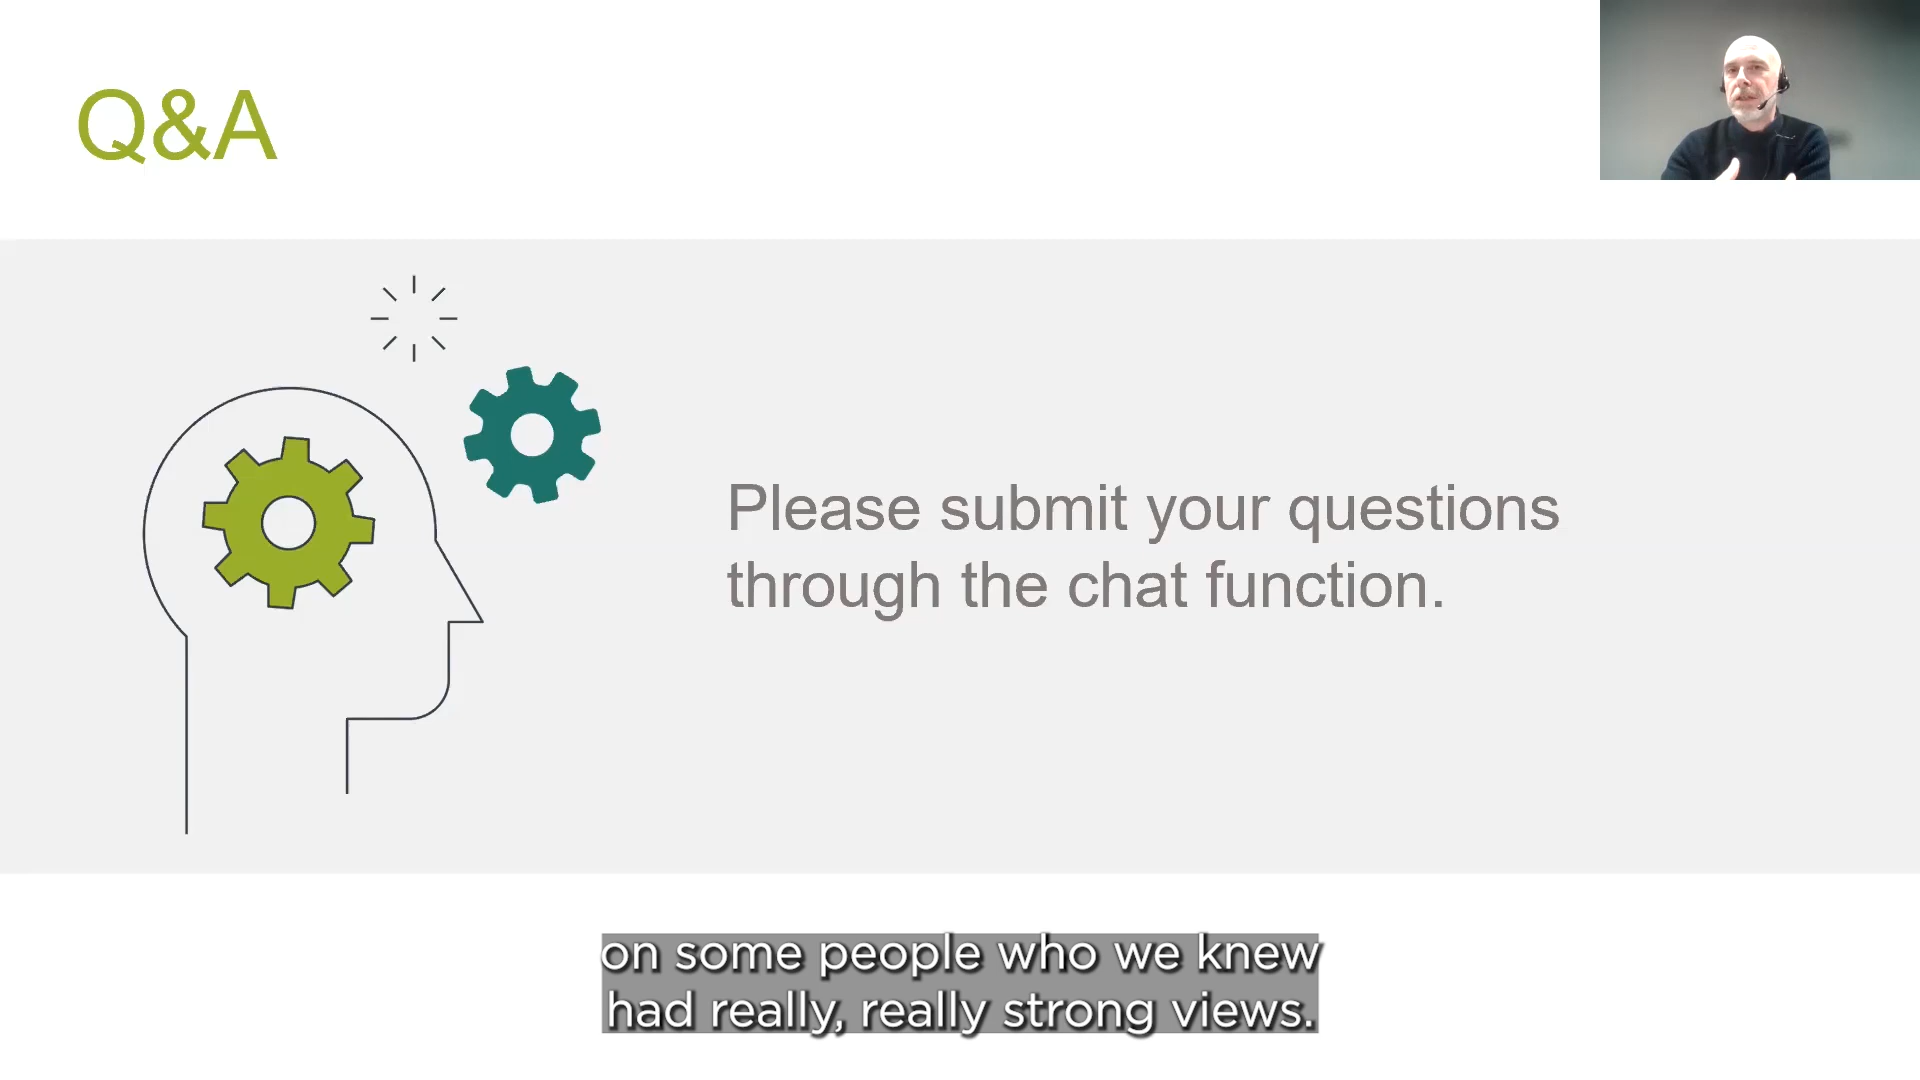 Q&A
Please submit your questions
through the chat function.
on some people who we knew
had really, really strong views.